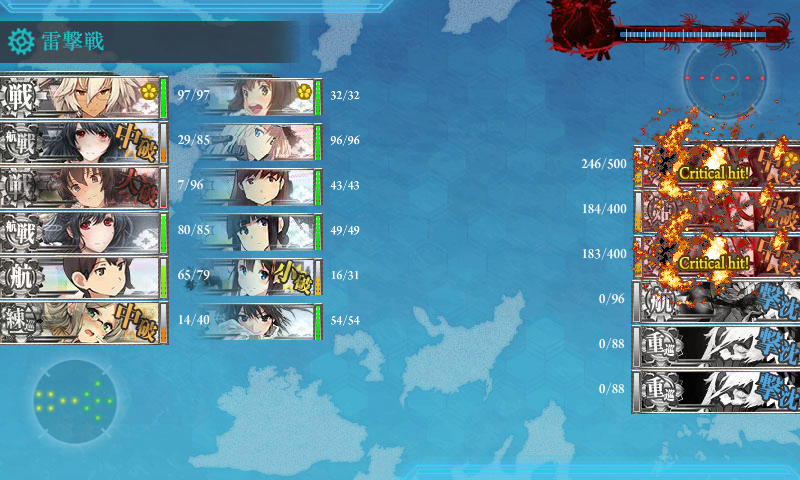 雷撃戦
戦 97/97 32/32
航戦 中破 29/85 96/96
戦 大破 7/96 43/43
航戦 80/85 49/49
航 65/79 小破 16/31
練巡 中破 14/40 54/54
246/500 Critical hit!
184/400 姫
183/400 Critical hit!
0/96 航 撃沈
0/88 重巡 撃沈
0/88 重巡 撃沈